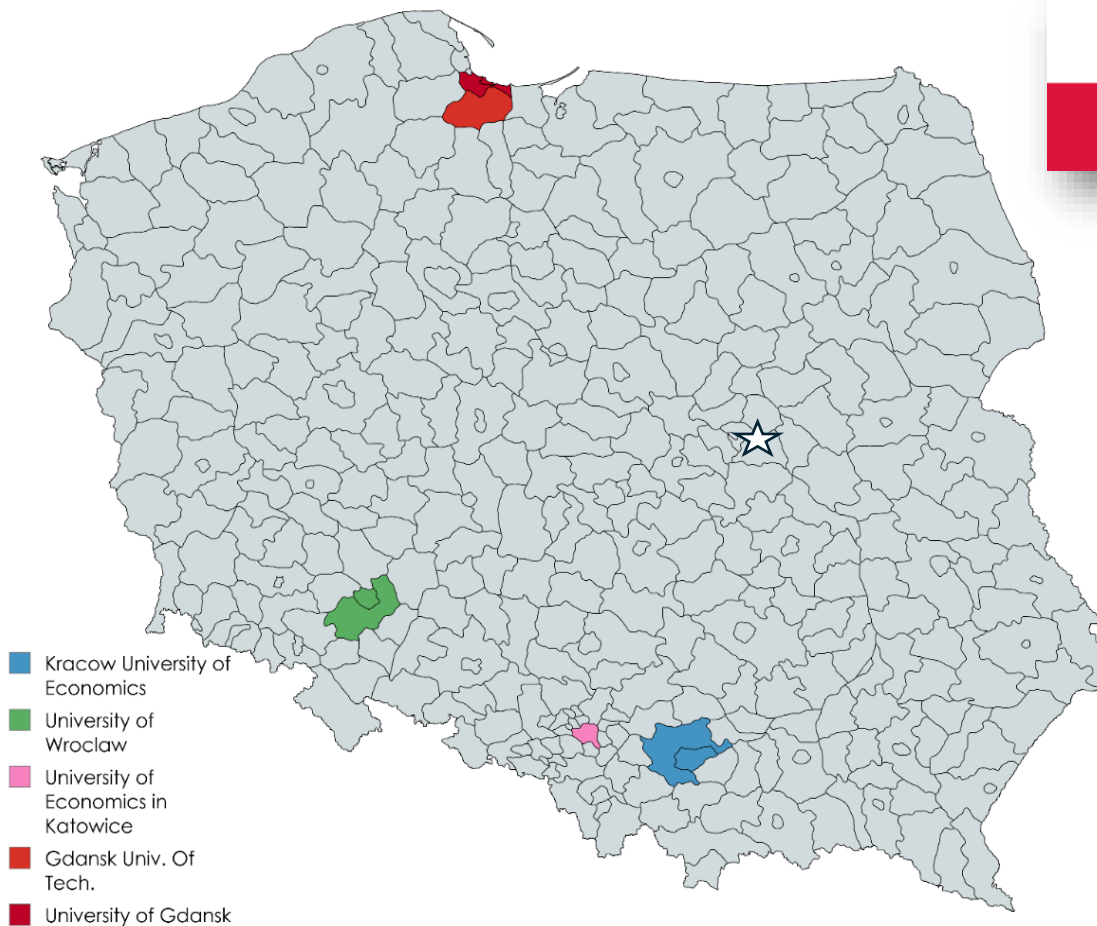 Kracow University of
Economics
University of
Wroclaw
University of
Economics in
Katowice
Gdansk Univ. Of
Tech.
University of Gdansk